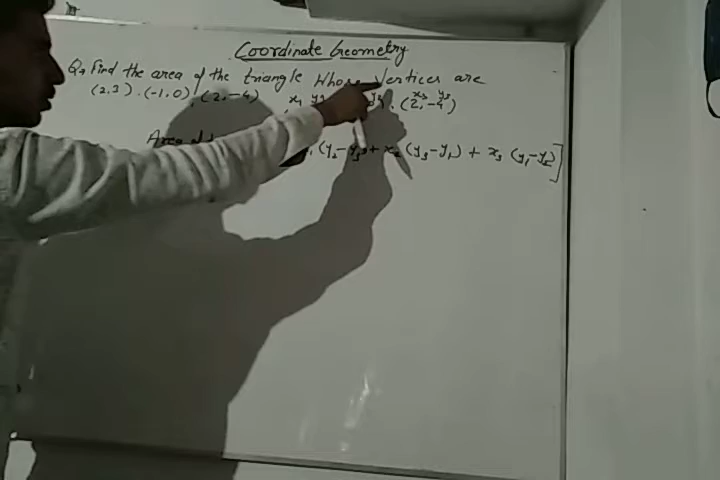 Coordinate Geometry
Q. Find the area of the triangle Whose Vertices are
(2,3) . (-1,0) , (2,-4) x₁ y₁ x₃ y₃ (2,-4)
Area (y₂-y₃) + x₂ (y₃-y₁) + x₃ (y₁-y₂)]